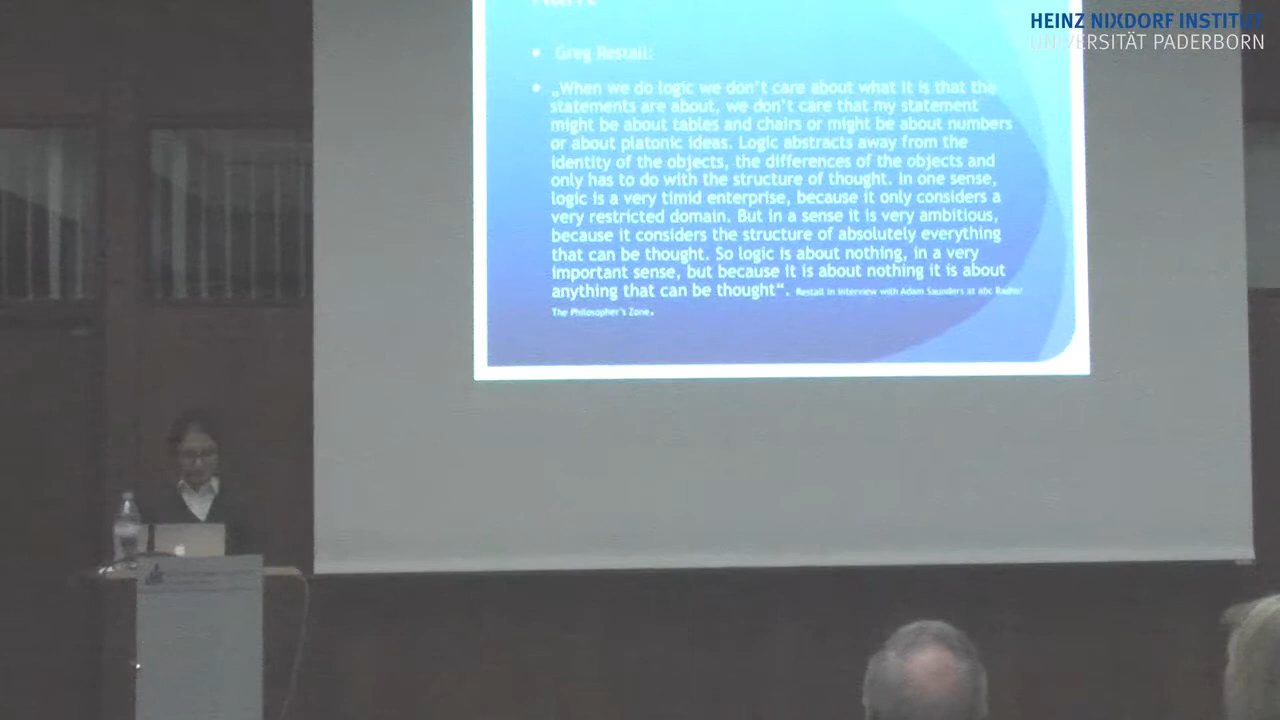 HEINZ NIXDORF INSTITUT
UNIVERSITÄT PADERBORN
• Greg Restall:
• „When we do logic we don't care about what it is that the
statements are about, we don't care that my statement
might be about tables and chairs or might be about numbers
or about platonic ideas. Logic abstracts away from the
identity of the objects, the differences of the objects and
only has to do with the structure of thought. In one sense,
logic is a very timid enterprise, because it only considers a
very restricted domain. But in a sense it is very ambitious,
because it considers the structure of absolutely everything
that can be thought. So logic is about nothing, in a very
important sense, but because it is about nothing it is about
anything that can be thought“. Restall in interview with Adam Saunders at abc Radio/
The Philosopher's Zone.